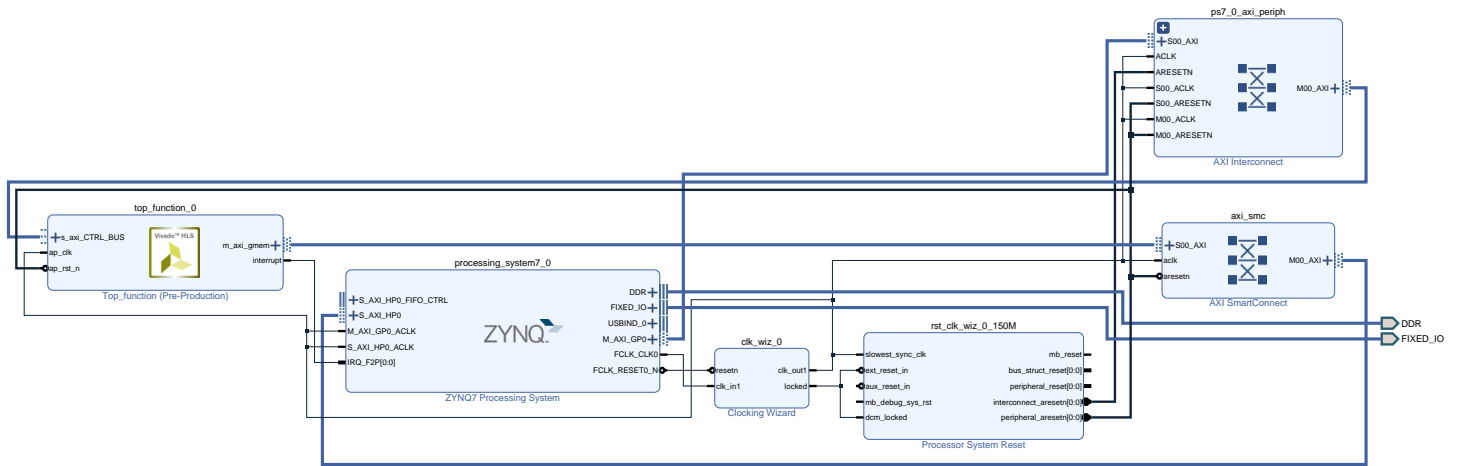 ps7_0_axi_periph
S00_AXI
ACLK
ARESETN
S00_ACLK
S00_ARESETN
M00_ACLK
M00_ARESETN
M00_AXI
AXI Interconnect
top_function_0
s_axi_CTRL_BUS
ap_clk
ap_rst_n
Vivado™ HLS
m_axi_gmem
interrupt
Top_function (Pre-Production)
axi_smc
S00_AXI
aclk
aresetn
M00_AXI
AXI SmartConnect
processing_system7_0
S_AXI_HP0_FIFO_CTRL
S_AXI_HP0
M_AXI_GP0_ACLK
S_AXI_HP0_ACLK
IRQ_F2P[0:0]
ZYNQ
DDR
FIXED_IO
USBIND_0
M_AXI_GP0
FCLK_CLK0
FCLK_RESET0_N
ZYNQ7 Processing System
clk_wiz_0
resetn
clk_in1
clk_out1
locked
Clocking Wizard
rst_clk_wiz_0_150M
slowest_sync_clk
ext_reset_in
aux_reset_in
mb_debug_sys_rst
dcm_locked
mb_reset
bus_struct_reset[0:0]
peripheral_reset[0:0]
interconnect_aresetn[0:0]
peripheral_aresetn[0:0]
Processor System Reset
DDR
FIXED_IO